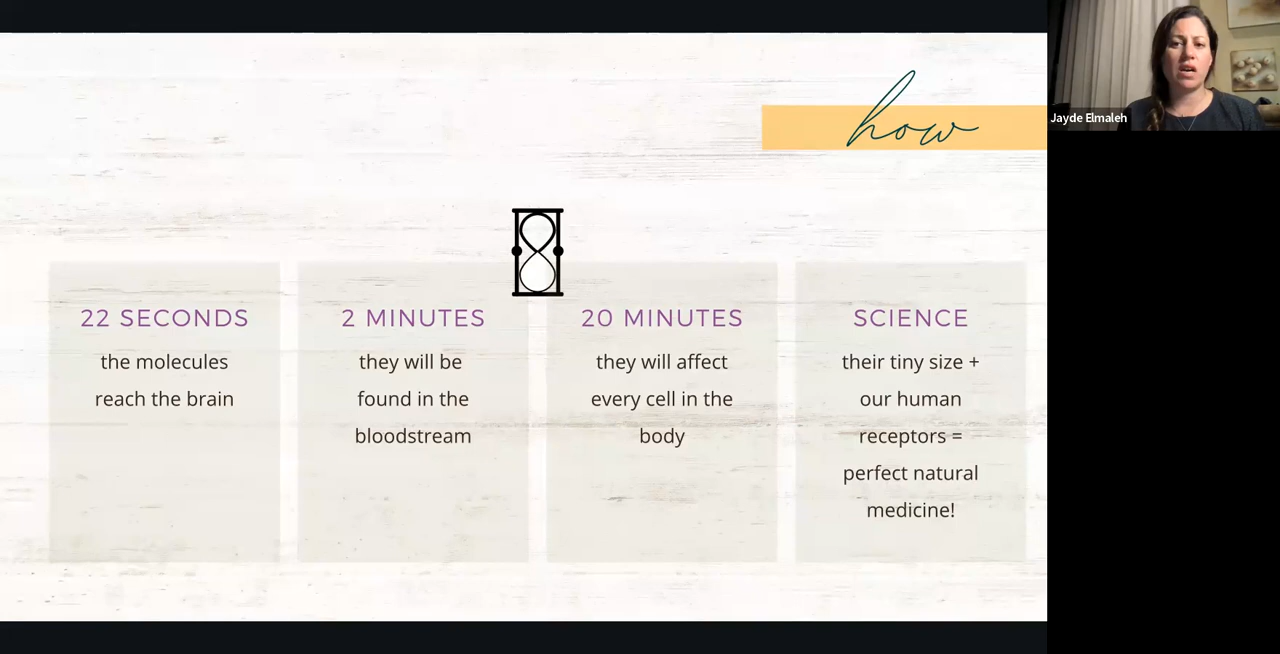 how
Jayde Elmaleh
22 SECONDS
the molecules
reach the brain
2 MINUTES
they will be
found in the
bloodstream
20 MINUTES
they will affect
every cell in the
body
SCIENCE
their tiny size +
our human
receptors =
perfect natural
medicine!